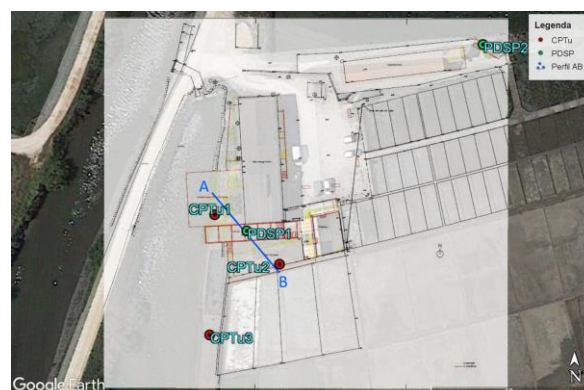 PDSP2
Legenda
CPTu
PDSP
Perfil AB
A
CPTu1
PDSP1
CPTu2
B
N
CPTu3
Google Earth
N